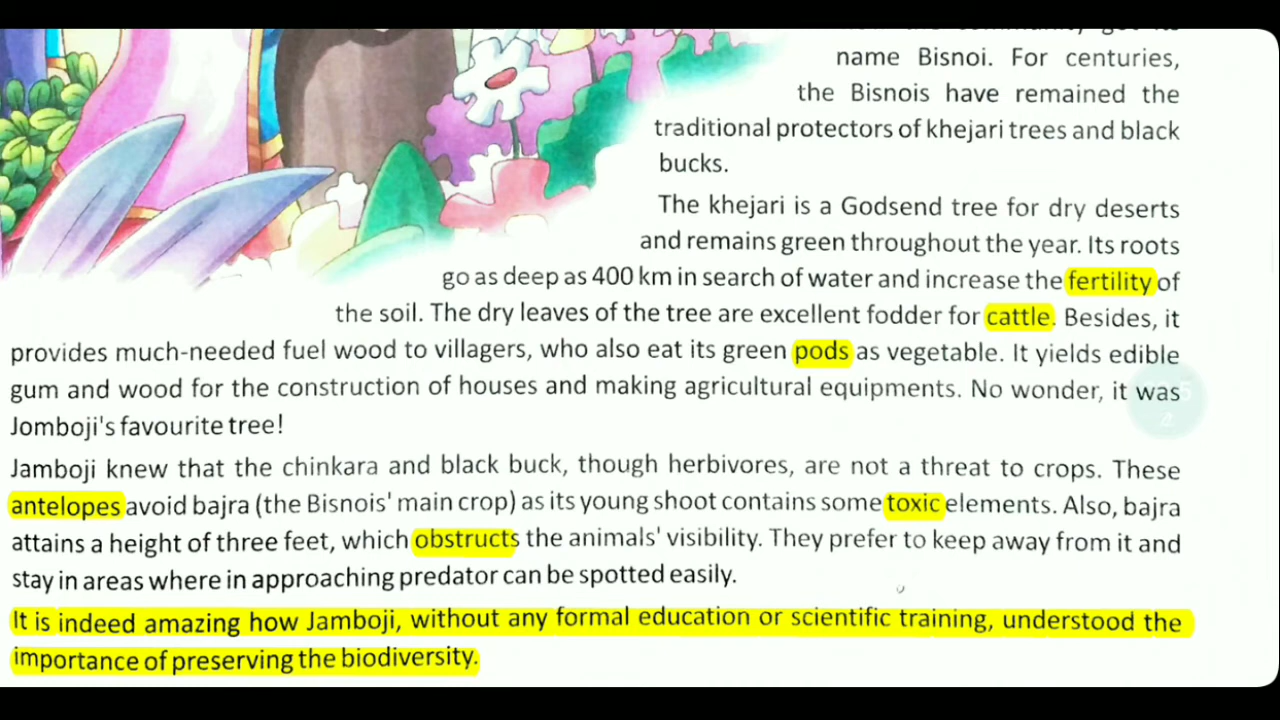 name Bisnoi. For centuries,
the Bisnois have remained the
traditional protectors of khejari trees and black
bucks.
The khejari is a Godsend tree for dry deserts
and remains green throughout the year. Its roots
go as deep as 400 km in search of water and increase the fertility of
the soil. The dry leaves of the tree are excellent fodder for cattle. Besides, it
provides much-needed fuel wood to villagers, who also eat its green pods as vegetable. It yields edible
gum and wood for the construction of houses and making agricultural equipments. No wonder, it was
Jomboji's favourite tree!
Jamboji knew that the chinkara and black buck, though herbivores, are not a threat to crops. These
antelopes avoid bajra (the Bisnois' main crop) as its young shoot contains some toxic elements. Also, bajra
attains a height of three feet, which obstructs the animals' visibility. They prefer to keep away from it and
stay in areas where in approaching predator can be spotted easily.
It is indeed amazing how Jamboji, without any formal education or scientific training, understood the
importance of preserving the biodiversity.